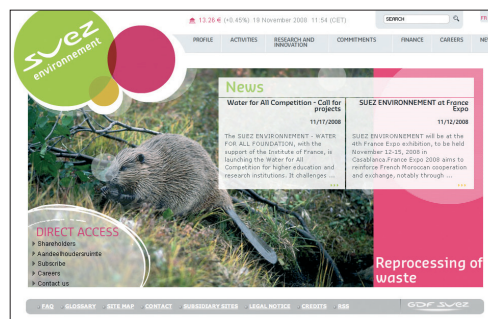 13.26 € (+0.45%) 19 November 2008 11:54 (CET)
SEARCH
FR
suez
environnement
PROFILE
ACTIVITIES
RESEARCH AND
INNOVATION
COMMITMENTS
FINANCE
CAREERS
NE
News
Water for All Competition - Call for
projects
11/17/2008
The SUEZ ENVIRONNEMENT - WATER
FOR ALL FOUNDATION, with the
support of the Institute of France, is
launching the Water for All
Competition for higher education and
research institutions. It challenges ...
...
SUEZ ENVIRONNEMENT at France
Expo
11/12/2008
SUEZ ENVIRONNEMENT will be at the
4th France Expo exhibition, to be held
November 12-15, 2008 in
Casablanca.France Expo 2008 aims to
reinforce French Moroccan cooperation
and exchange, notably through ...
...
DIRECT ACCESS
Shareholders
Aandeelhoudersruimte
Subscribe
Careers
Contact us
Reprocessing of
waste
FAQ GLOSSARY SITE MAP CONTACT SUBSIDIARY SITES LEGAL NOTICE CREDITS RSS
GDF SUEZ